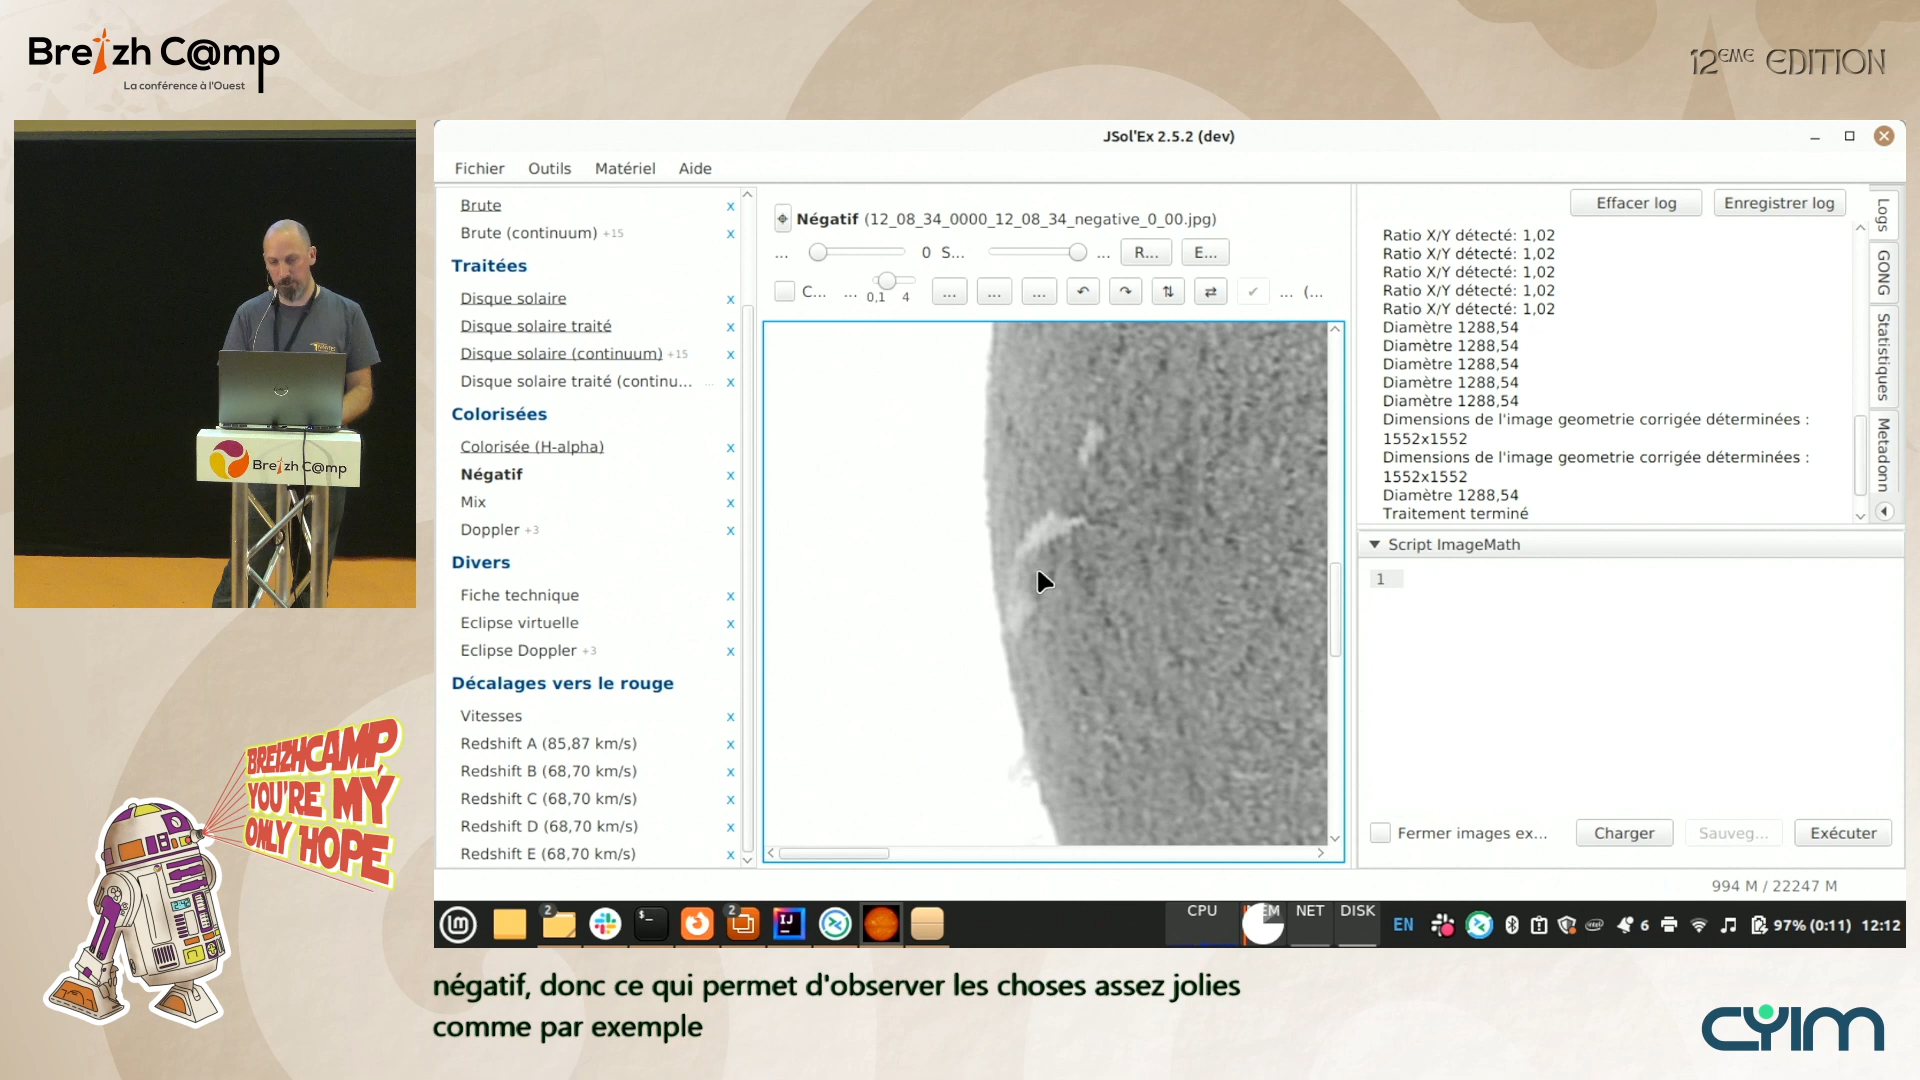 Breizh C@mp
La conférence à l'Ouest
12EME EDITION
Breizh C@mp
JSol'Ex 2.5.2 (dev)
Fichier Outils Matériel Aide
Brute x
Brute (continuum) +15 x
Traitées
Disque solaire x
Disque solaire traité x
Disque solaire (continuum) +15 x
Disque solaire traité (continu... ... x
Colorisées
Colorisée (H-alpha) x
Négatif x
Mix x
Doppler +3 x
Divers
Fiche technique x
Eclipse virtuelle x
Eclipse Doppler +3 x
Décalages vers le rouge
Vitesses x
Redshift A (85,87 km/s) x
Redshift B (68,70 km/s) x
Redshift C (68,70 km/s) x
Redshift D (68,70 km/s) x
Redshift E (68,70 km/s) x
Négatif (12_08_34_0000_12_08_34_negative_0_00.jpg)
... 0 S... ... R... E...
C... ... 0,1 4 ... ... ... ↶ ↷ ⇅ ⇄ ✓ ... (...
Effacer log Enregistrer log
Ratio X/Y détecté: 1,02
Ratio X/Y détecté: 1,02
Ratio X/Y détecté: 1,02
Ratio X/Y détecté: 1,02
Ratio X/Y détecté: 1,02
Diamètre 1288,54
Diamètre 1288,54
Diamètre 1288,54
Diamètre 1288,54
Diamètre 1288,54
Dimensions de l'image geometrie corrigée déterminées :
1552x1552
Dimensions de l'image geometrie corrigée déterminées :
1552x1552
Diamètre 1288,54
Traitement terminé
Logs
GONG
Statistiques
Metadonn
Script ImageMath
1
Fermer images ex... Charger Sauveg... Exécuter
994 M / 22247 M
2 2 $_ IJ
CPU NET DISK EN 6 97% (0:11) 12:12
BREIZHCAMP,
YOU'RE MY
ONLY HOPE
négatif, donc ce qui permet d'observer les choses assez jolies
comme par exemple
CYIM